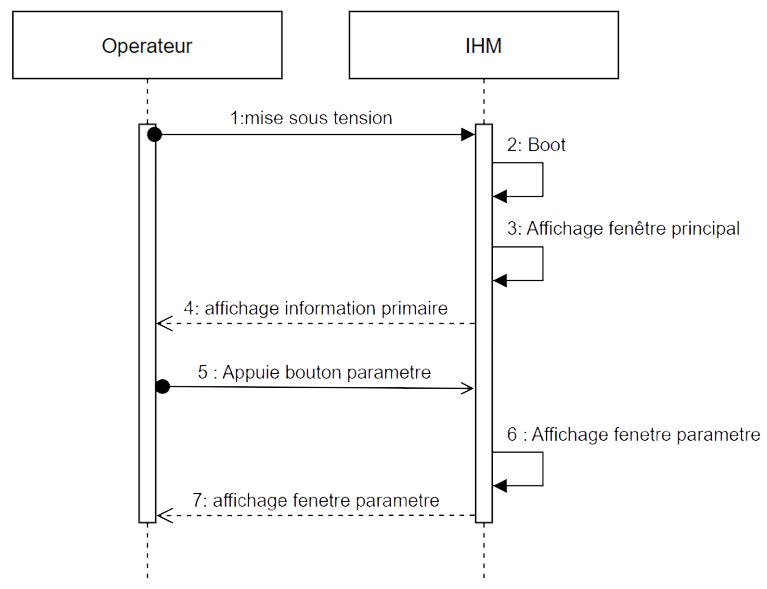 Operateur
IHM
1:mise sous tension
2: Boot
3: Affichage fenêtre principal
4: affichage information primaire
5 : Appuie bouton parametre
6 : Affichage fenetre parametre
7: affichage fenetre parametre